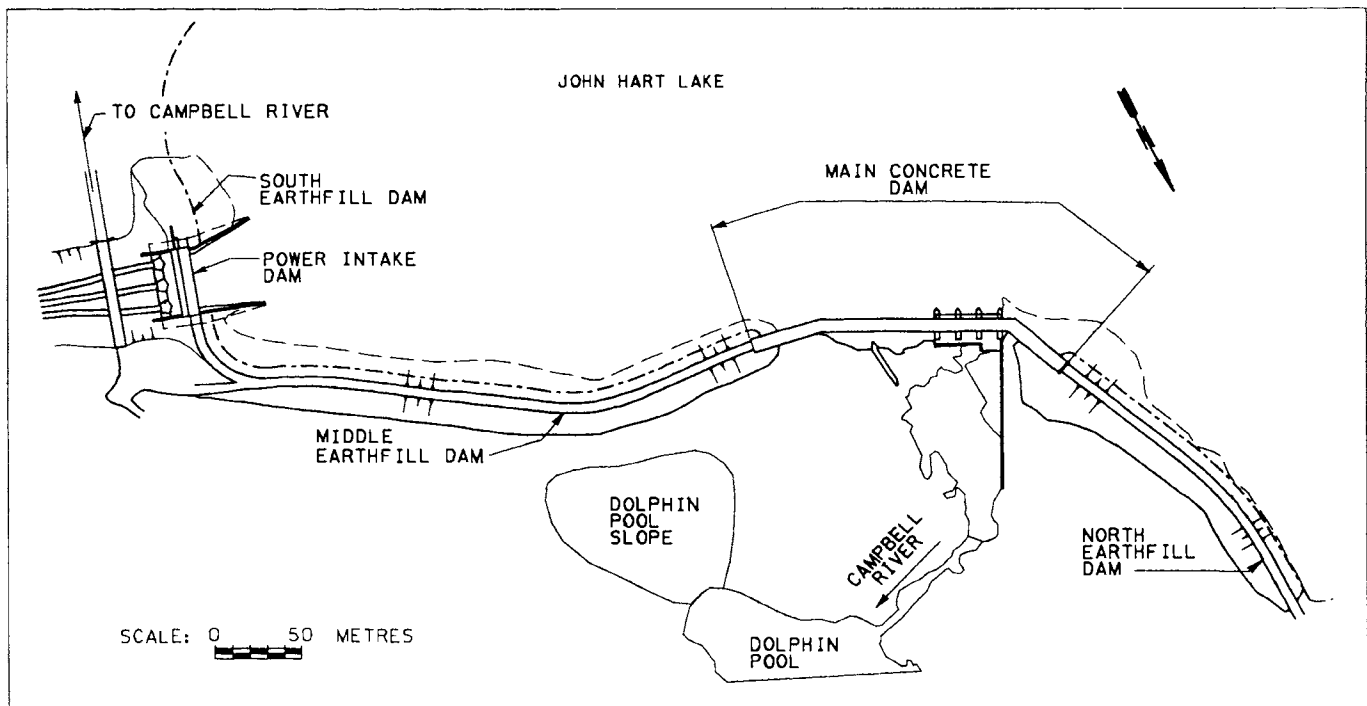 JOHN HART LAKE
TO CAMPBELL RIVER
SOUTH
EARTHFILL DAM
MAIN CONCRETE
DAM
POWER INTAKE
DAM
MIDDLE
EARTHFILL DAM
DOLPHIN
POOL
SLOPE
CAMPBELL
RIVER
NORTH
EARTHFILL
DAM
SCALE: 0 50 METRES
DOLPHIN
POOL